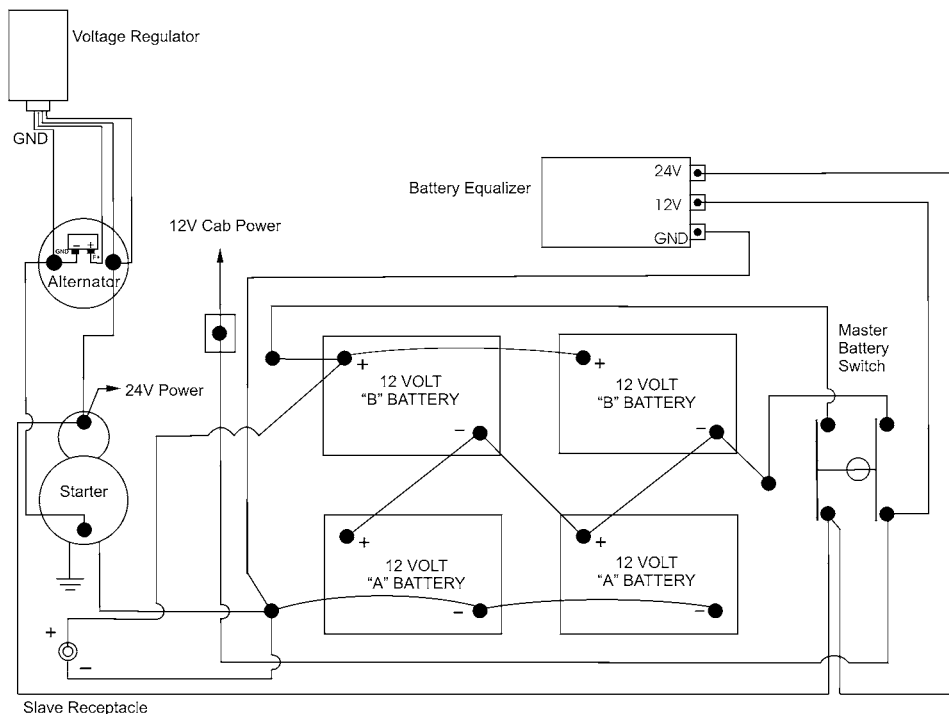 Voltage Regulator
GND
24V
Battery Equalizer
12V
GND
12V Cab Power
GND
−
+
F+
Alternator
Master
Battery
Switch
24V Power
12 VOLT
“B” BATTERY
+
−
12 VOLT
“B” BATTERY
+
−
Starter
12 VOLT
“A” BATTERY
+
−
12 VOLT
“A” BATTERY
+
−
+
−
Slave Receptacle